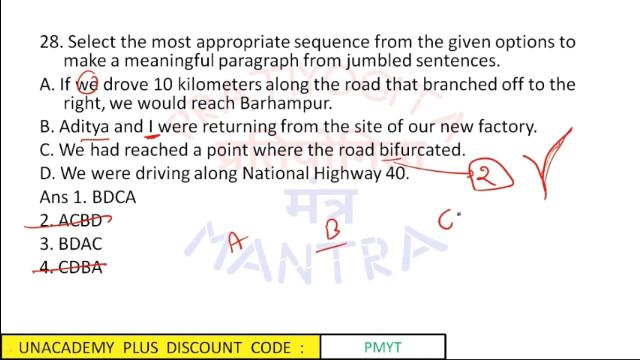 28. Select the most appropriate sequence from the given options to
make a meaningful paragraph from jumbled sentences.
A. If we drove 10 kilometers along the road that branched off to the
right, we would reach Barhampur.
B. Aditya and I were returning from the site of our new factory.
C. We had reached a point where the road bifurcated.
D. We were driving along National Highway 40.
2
Ans 1. BDCA
2. ACBD
3. BDAC
4. CDBA
A B C
PRATIYOGITA
प्रतियोगिता
मंत्र
MANTRA
UNACADEMY PLUS DISCOUNT CODE : PMYT